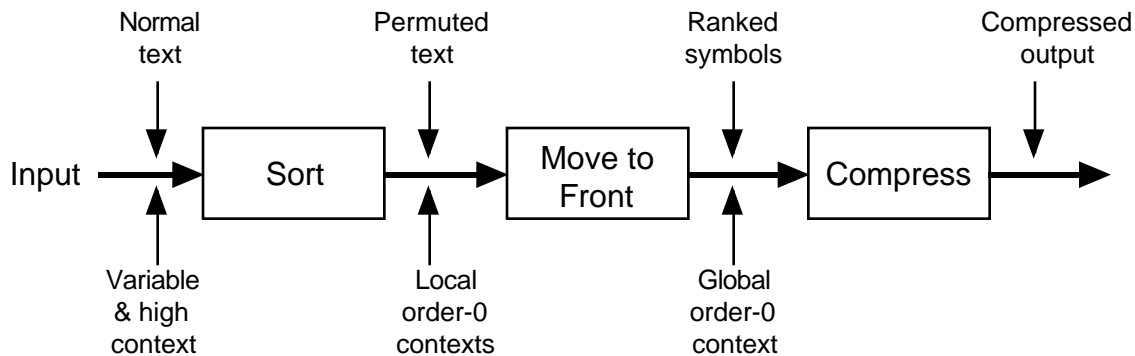 Normal
text
Permuted
text
Ranked
symbols
Compressed
output
Input
Sort
Move to
Front
Compress
Variable
& high
context
Local
order-0
contexts
Global
order-0
context